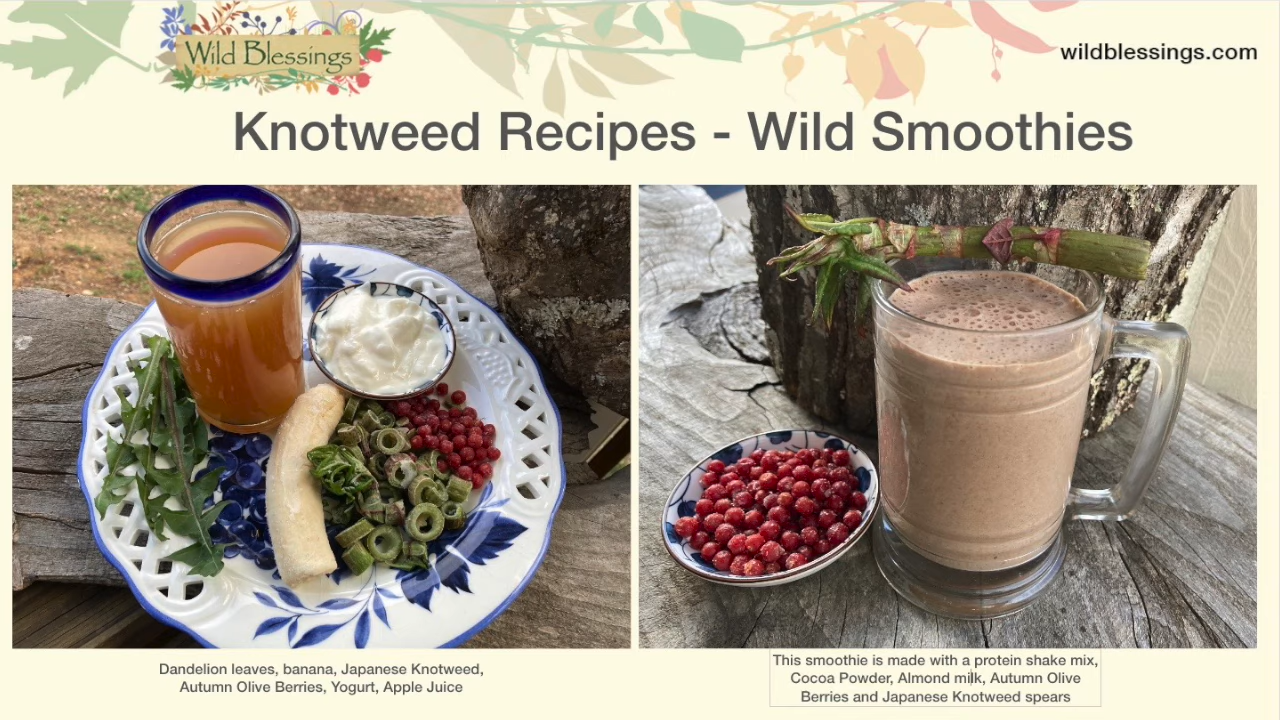 Wild Blessings
wildblessings.com
Knotweed Recipes - Wild Smoothies
Dandelion leaves, banana, Japanese Knotweed,
Autumn Olive Berries, Yogurt, Apple Juice
This smoothie is made with a protein shake mix,
Cocoa Powder, Almond milk, Autumn Olive
Berries and Japanese Knotweed spears